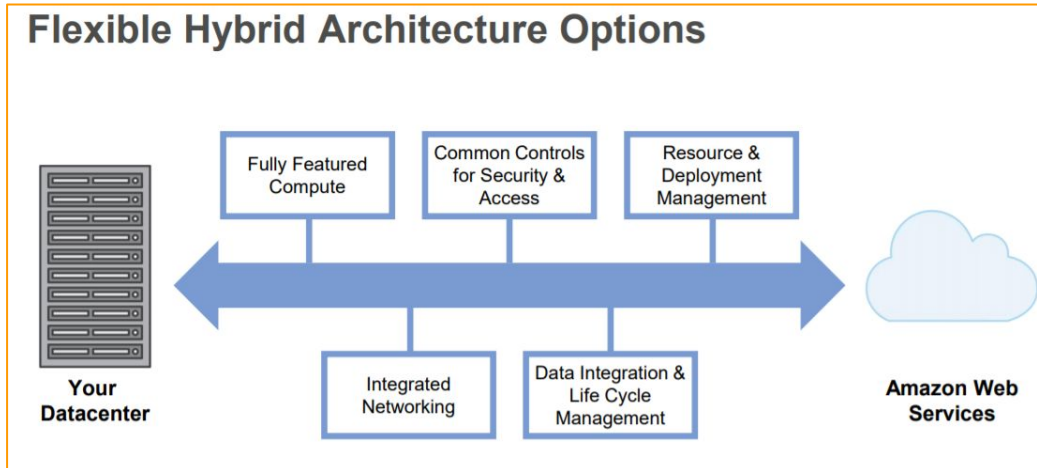 Flexible Hybrid Architecture Options
Fully Featured
Compute
Common Controls
for Security &
Access
Resource &
Deployment
Management
Your
Datacenter
Integrated
Networking
Data Integration &
Life Cycle
Management
Amazon Web
Services